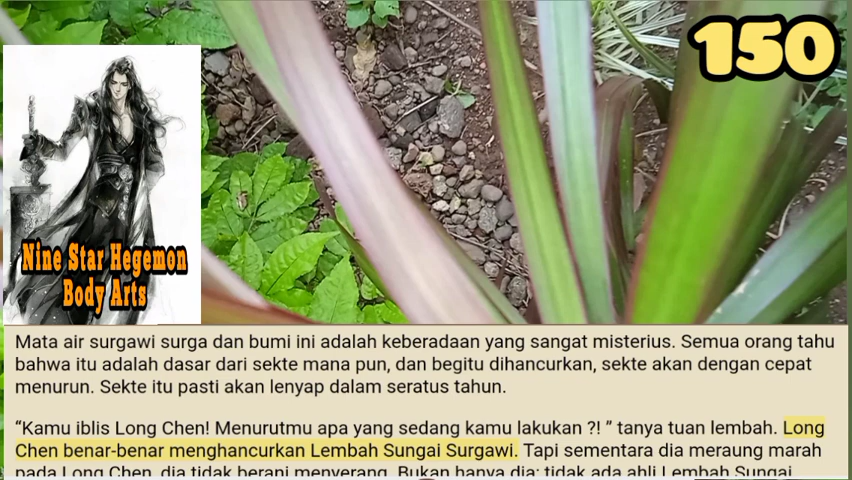 150
Nine Star Hegemon
Body Arts
Mata air surgawi surga dan bumi ini adalah keberadaan yang sangat misterius. Semua orang tahu
bahwa itu adalah dasar dari sekte mana pun, dan begitu dihancurkan, sekte akan dengan cepat
menurun. Sekte itu pasti akan lenyap dalam seratus tahun.
“Kamu iblis Long Chen! Menurutmu apa yang sedang kamu lakukan ?! ” tanya tuan lembah. Long
Chen benar-benar menghancurkan Lembah Sungai Surgawi. Tapi sementara dia meraung marah
pada Long Chen, dia tidak berani menyerang. Bukan hanya dia; tidak ada ahli Lembah Sungai